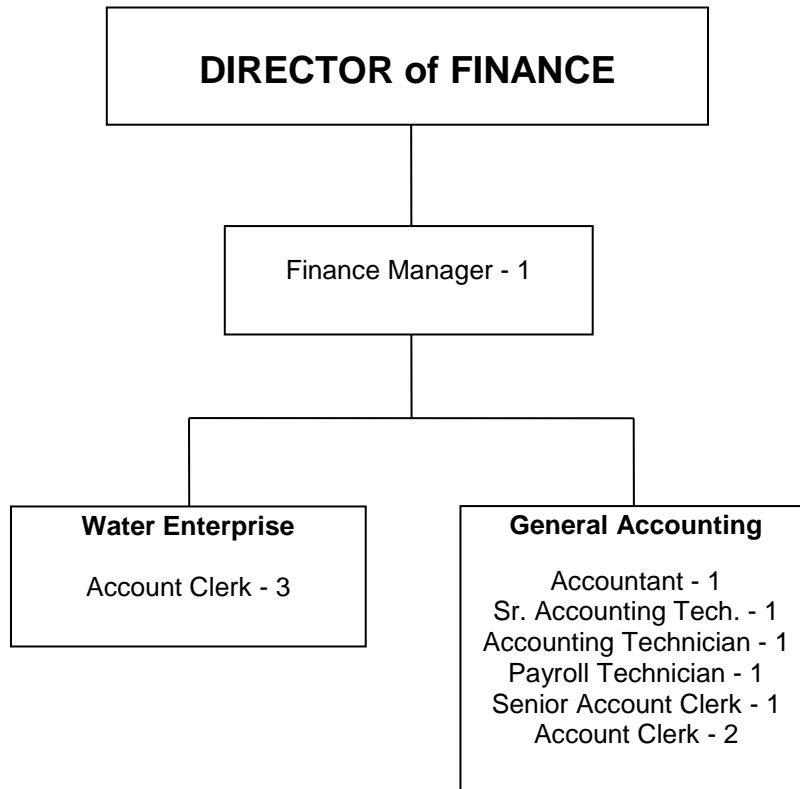 DIRECTOR of FINANCE
Finance Manager - 1
Water Enterprise
Account Clerk - 3
General Accounting
Accountant - 1
Sr. Accounting Tech. - 1
Accounting Technician - 1
Payroll Technician - 1
Senior Account Clerk - 1
Account Clerk - 2